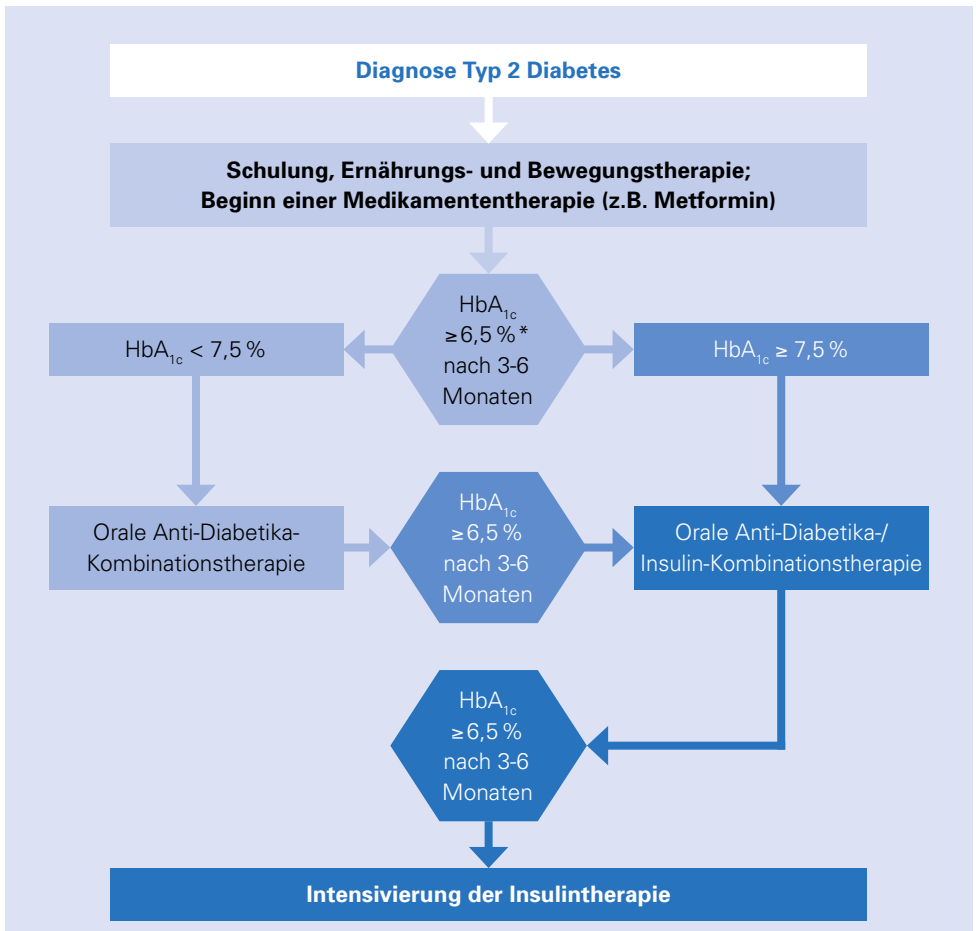 Diagnose Typ 2 Diabetes
Schulung, Ernährungs- und Bewegungstherapie;
Beginn einer Medikamententherapie (z.B. Metformin)
HbA1c
≥6,5 %*
nach 3-6
Monaten
HbA1c < 7,5 %
HbA1c ≥ 7,5 %
Orale Anti-Diabetika-
Kombinationstherapie
HbA1c
≥6,5 %
nach 3-6
Monaten
Orale Anti-Diabetika-/
Insulin-Kombinationstherapie
HbA1c
≥6,5 %
nach 3-6
Monaten
Intensivierung der Insulintherapie